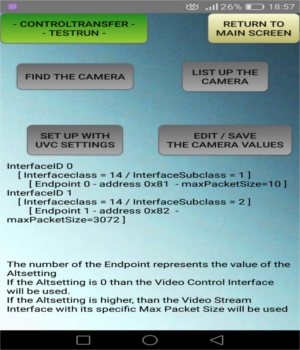 26% 18:57
- CONTROLTRANSFER -
- TESTRUN -
RETURN TO
MAIN SCREEN
FIND THE CAMERA
LIST UP THE
CAMERA
SET UP WITH
UVC SETTINGS
EDIT / SAVE
THE CAMERA VALUES
InterfaceID 0
[ Interfaceclass = 14 / InterfaceSubclass = 1 ]
[ Endpoint 0 - address 0x81 - maxPacketSize=10 ]
InterfaceID 1
[ Interfaceclass = 14 / InterfaceSubclass = 2 ]
[ Endpoint 1 - address 0x82 -
maxPacketSize=3072 ]
The number of the Endpoint represents the value of the
Altsetting
If the Altsetting is 0 than the Video Control Interface
will be used.
If the Altsetting is higher, than the Video Stream
Interface with its specific Max Packet Size will be used